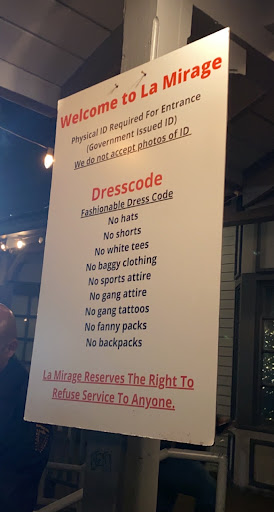 Welcome to La Mirage
Physical ID Required For Entrance
(Government Issued ID)
We do not accept photos of ID
Dresscode
Fashionable Dress Code
No hats
No shorts
No white tees
No baggy clothing
No sports attire
No gang attire
No gang tattoos
No fanny packs
No backpacks
La Mirage Reserves The Right To
Refuse Service To Anyone.